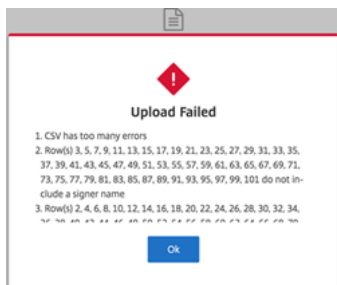 !
Upload Failed
1. CSV has too many errors
2. Row(s) 3, 5, 7, 9, 11, 13, 15, 17, 19, 21, 23, 25, 27, 29, 31, 33, 35,
37, 39, 41, 43, 45, 47, 49, 51, 53, 55, 57, 59, 61, 63, 65, 67, 69, 71,
73, 75, 77, 79, 81, 83, 85, 87, 89, 91, 93, 95, 97, 99, 101 do not in-
clude a signer name
3. Row(s) 2, 4, 6, 8, 10, 12, 14, 16, 18, 20, 22, 24, 26, 28, 30, 32, 34,
Ok